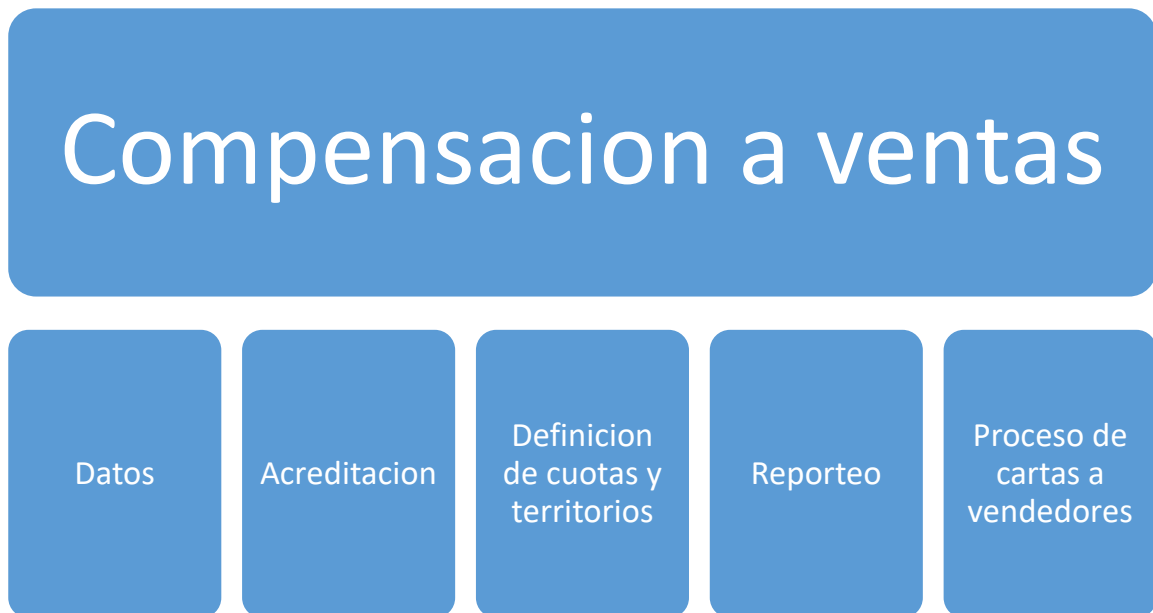 Compensacion a ventas
Datos
Acreditacion
Definicion
de cuotas y
territorios
Reporteo
Proceso de
cartas a
vendedores